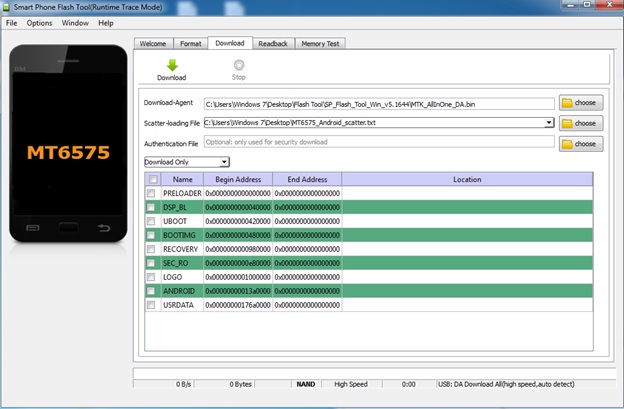 Smart Phone Flash Tool(Runtime Trace Mode)
File Options Window Help
Welcome Format Download Readback Memory Test
Download Stop
BM
MT6575
Download-Agent C:\Users\Windows 7\Desktop\Flash Tool\SP_Flash_Tool_Win_v5.1644\MTK_AllInOne_DA.bin choose
Scatter-loading File C:\Users\Windows 7\Desktop\MT6575_Android_scatter.txt choose
Authentication File Optional: only used for security download choose
Download Only
Name Begin Address End Address Location
PRELOADER 0x0000000000000000 0x0000000000000000
DSP_BL 0x0000000000040000 0x0000000000000000
UBOOT 0x0000000000420000 0x0000000000000000
BOOTIMG 0x0000000000480000 0x0000000000000000
RECOVERY 0x0000000000980000 0x0000000000000000
SEC_RO 0x0000000000e80000 0x0000000000000000
LOGO 0x0000000001000000 0x0000000000000000
ANDROID 0x00000000013a0000 0x0000000000000000
USRDATA 0x00000000176a0000 0x0000000000000000
0 B/s 0 Bytes NAND High Speed 0:00 USB: DA Download All(high speed,auto detect)